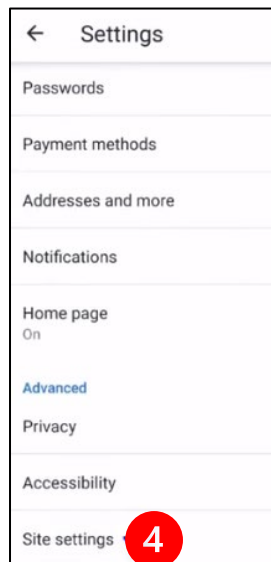 ← Settings
Passwords
Payment methods
Addresses and more
Notifications
Home page
On
Advanced
Privacy
Accessibility
Site settings 4